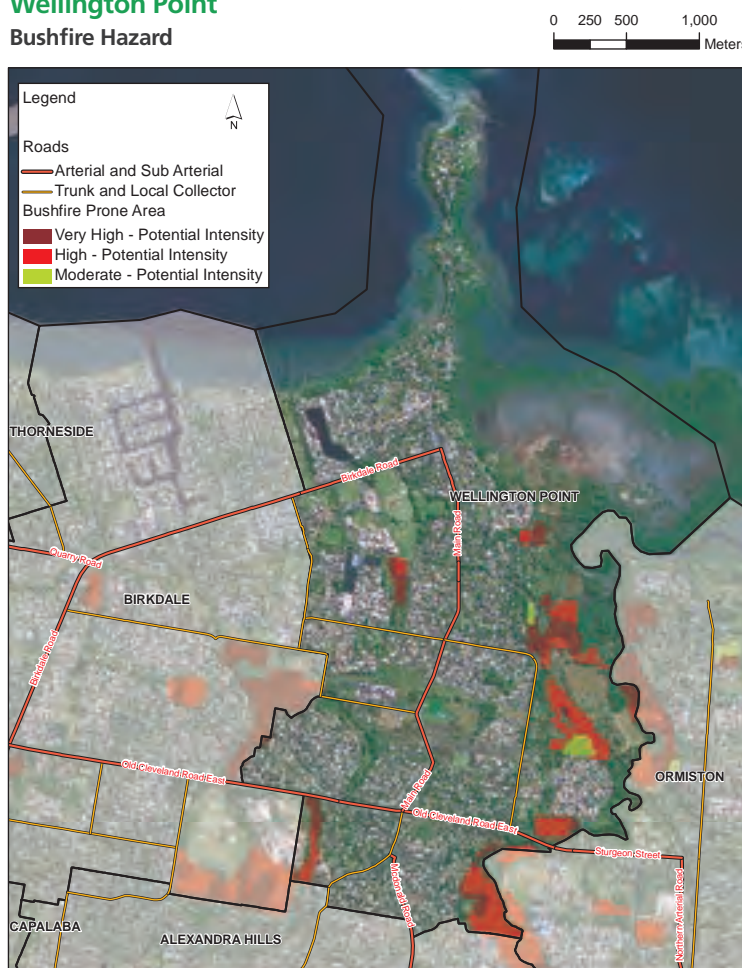 Wellington Point
Bushfire Hazard
0 250 500 1,000
Meters
Legend
N
Roads
Arterial and Sub Arterial
Trunk and Local Collector
Bushfire Prone Area
Very High - Potential Intensity
High - Potential Intensity
Moderate - Potential Intensity
THORNESIDE
Birkdale Road
WELLINGTON POINT
Main Road
Quarry Road
BIRKDALE
Birkdale Road
Old Cleveland Road East
Main Road
ORMISTON
Old Cleveland Road East
Sturgeon Street
Mcdonald Road
Northern Arterial Road
CAPALABA
ALEXANDRA HILLS